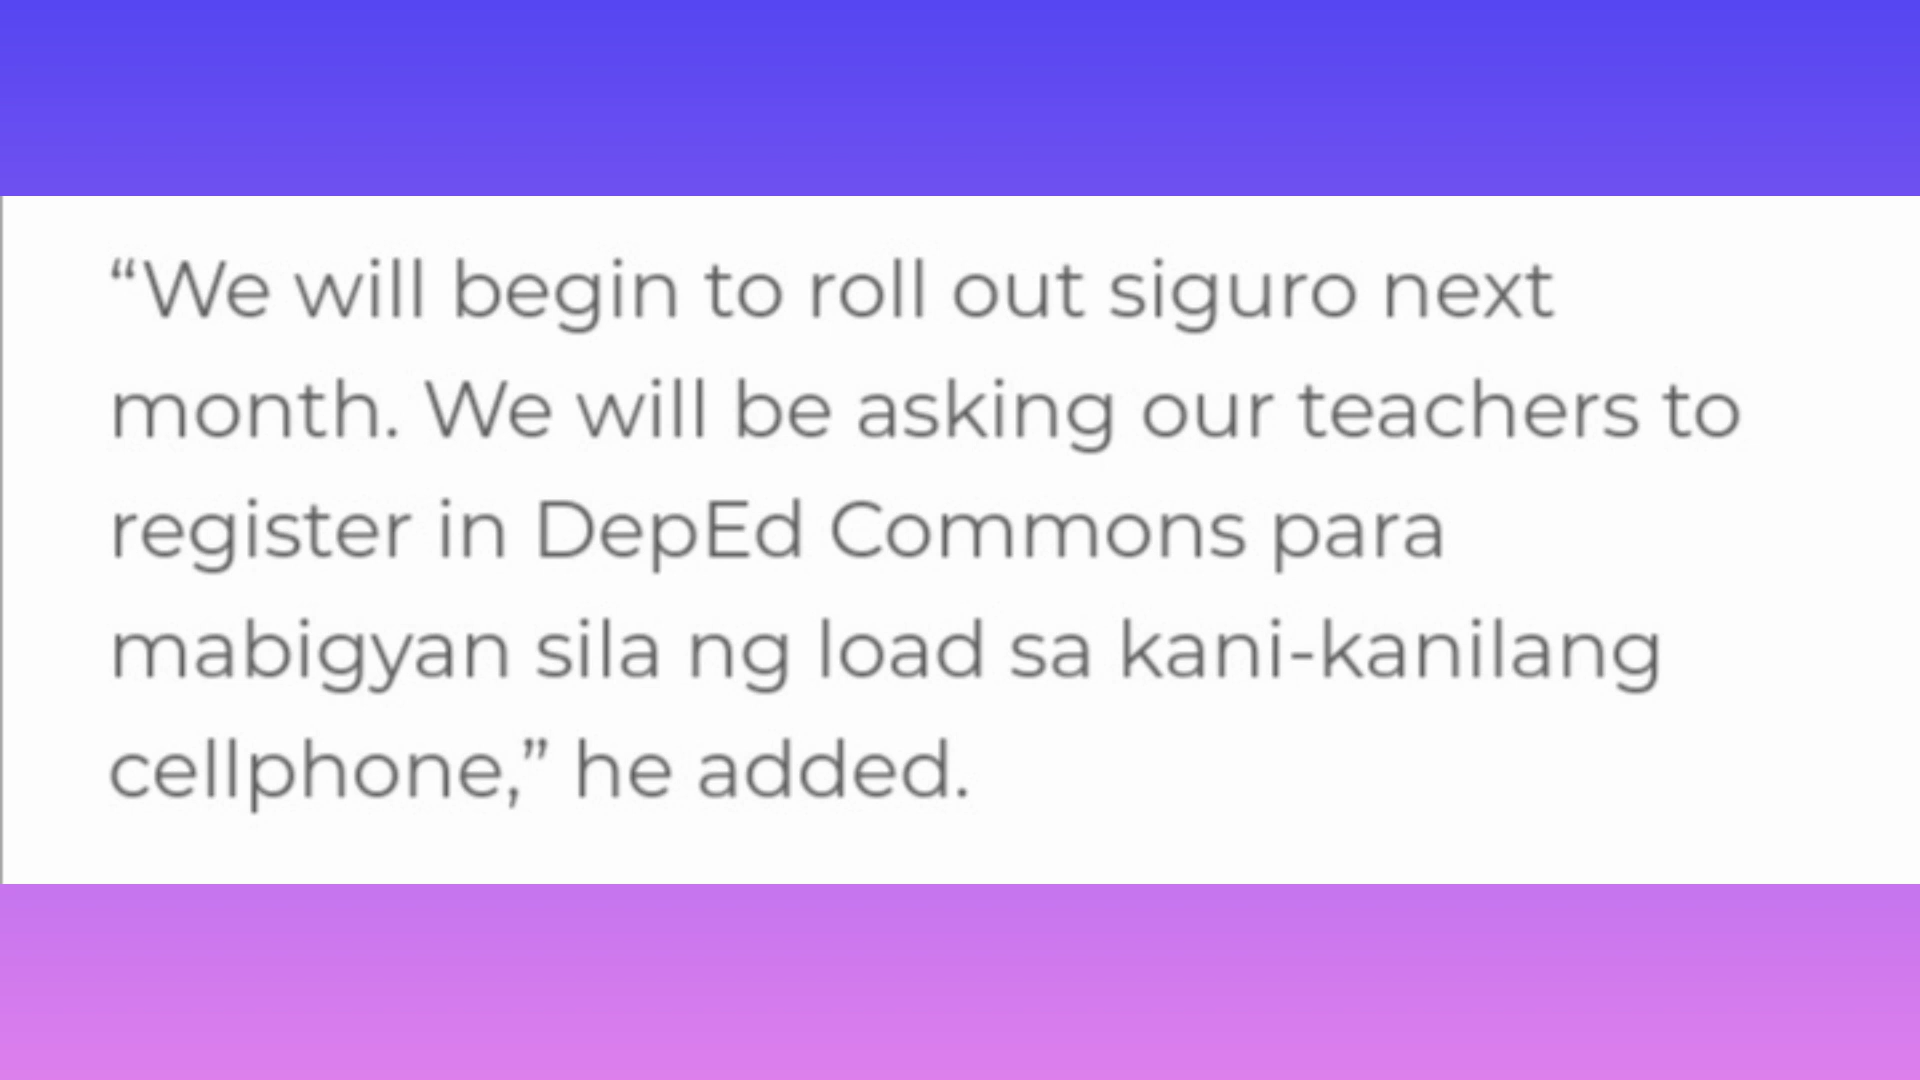 “We will begin to roll out siguro next
month. We will be asking our teachers to
register in DepEd Commons para
mabigyan sila ng load sa kani-kanilang
cellphone,” he added.